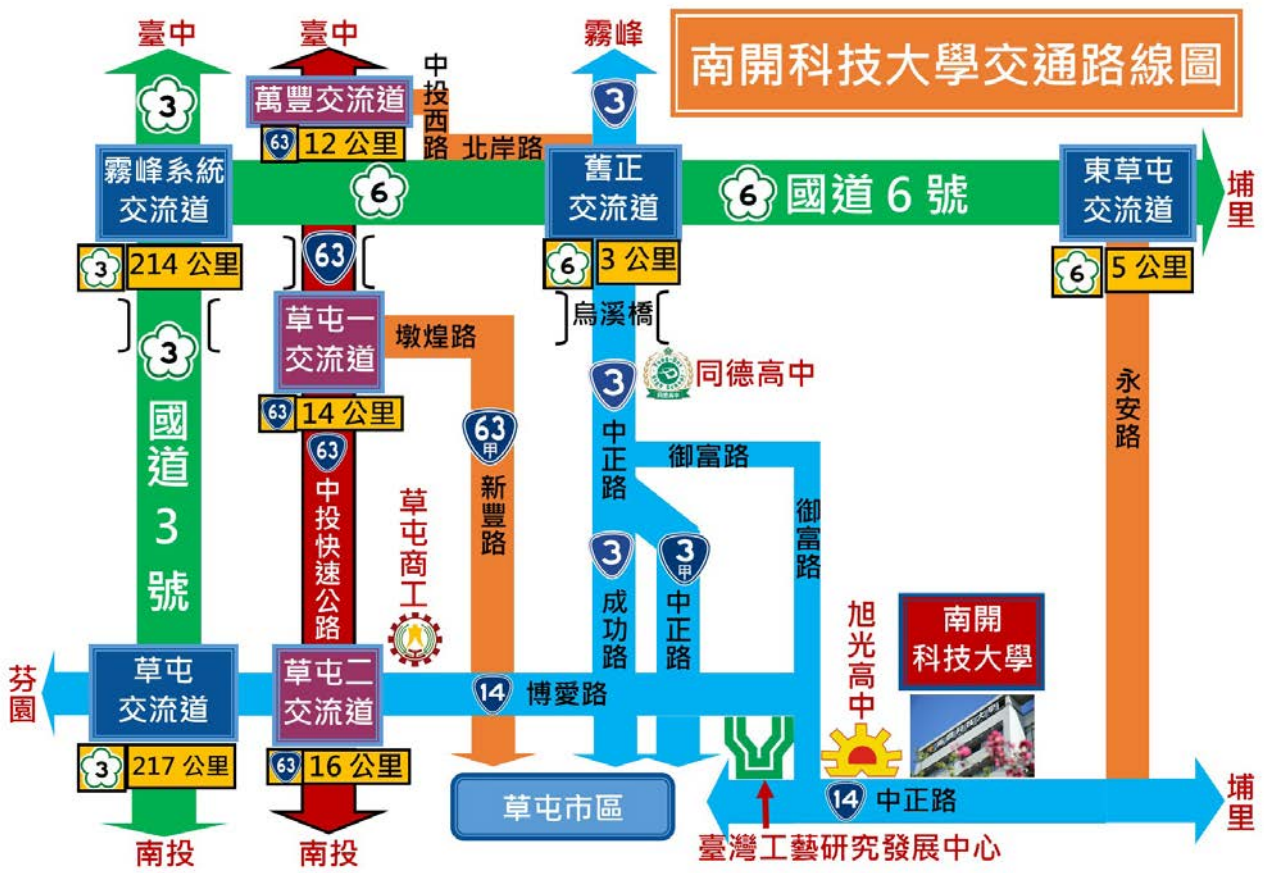 南開科技大學交通路線圖
臺中
臺中
霧峰
3
萬豐交流道
63
12 公里
中投西路
北岸路
3
霧峰系統
交流道
6
舊正
交流道
6
國道 6 號
東草屯
交流道
埔里
3
214 公里
63
6
3 公里
6
5 公里
烏溪橋
3
草屯一
交流道
墩煌路
3
同德高中
永安路
63
14 公里
國道3號
63
中投快速公路
草屯商工
63
甲
新豐路
中正路
御富路
御富路
3
成功路
3
甲
中正路
旭光高中
南開
科技大學
芬園
草屯
交流道
草屯二
交流道
14
博愛路
3
217 公里
63
16 公里
草屯市區
14
中正路
埔里
臺灣工藝研究發展中心
南投
南投